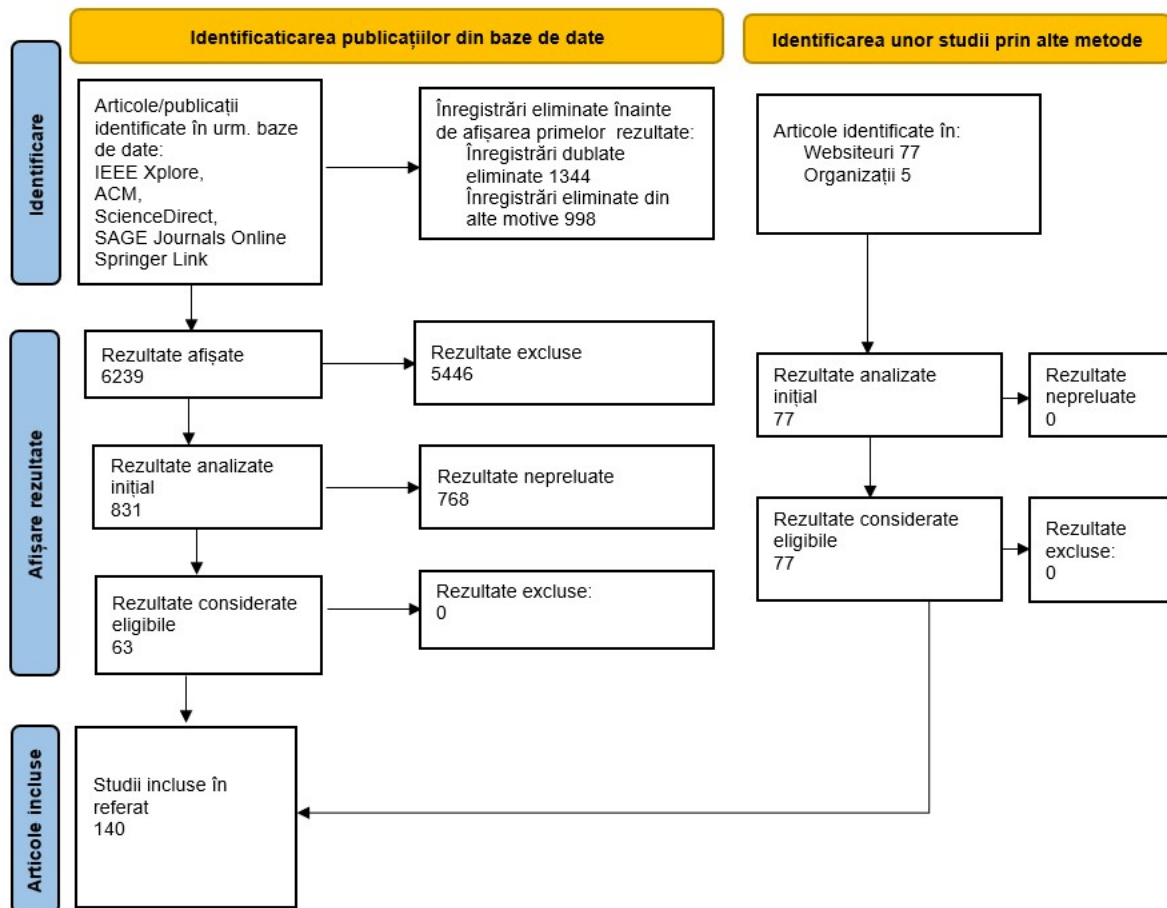 Identificaticarea publicațiilor din baze de date
Identificarea unor studii prin alte metode
Identificare
Articole/publicații
identificate în urm. baze
de date:
IEEE Xplore,
ACM,
ScienceDirect,
SAGE Journals Online
Springer Link
Înregistrări eliminate înainte
de afișarea primelor rezultate:
Înregistrări dublate
eliminate 1344
Înregistrări eliminate din
alte motive 998
Articole identificate în:
Websiteuri 77
Organizații 5
Afișare rezultate
Rezultate afișate
6239
Rezultate excluse
5446
Rezultate analizate
inițial
77
Rezultate
nepreluate
0
Rezultate analizate
inițial
831
Rezultate nepreluate
768
Rezultate considerate
eligibile
77
Rezultate
excluse:
0
Rezultate considerate
eligibile
63
Rezultate excluse:
0
Articole incluse
Studii incluse în
referat
140